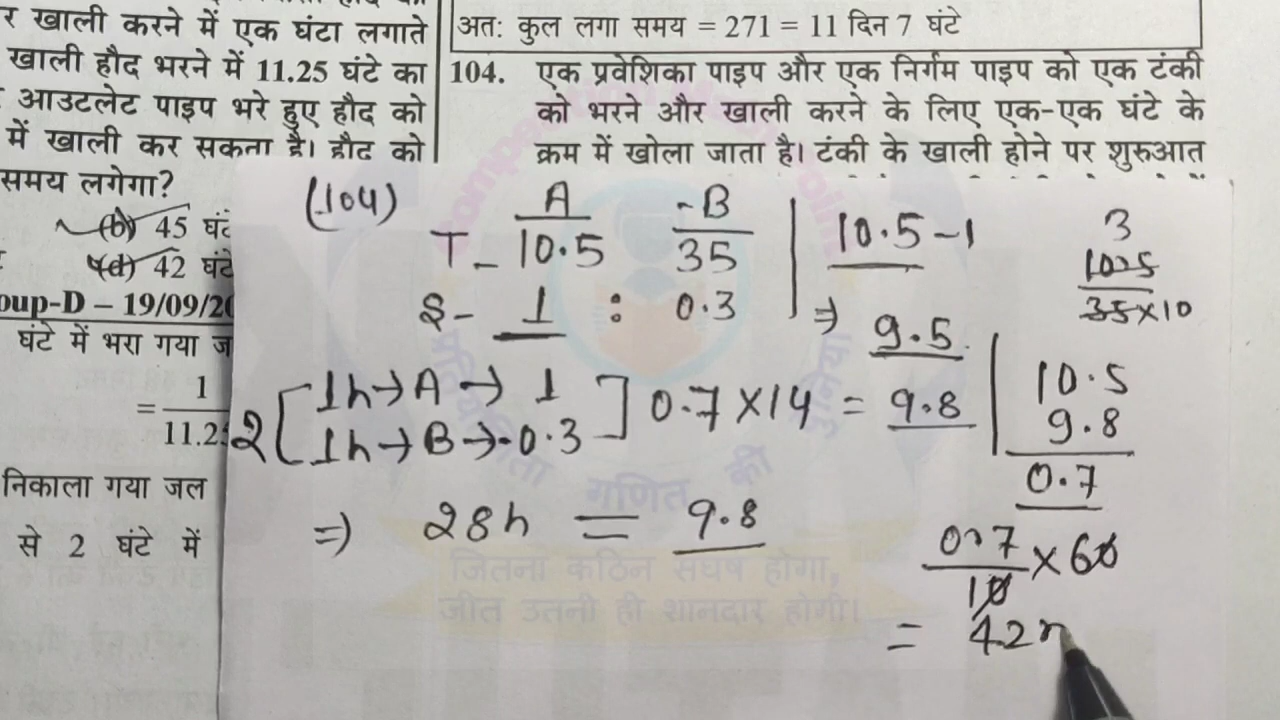 र खाली करने में एक घंटा लगाते
खाली हौद भरने में 11.25 घंटे का
आउटलेट पाइप भरे हुए हौद को
में खाली कर सकता है। हौद को
समय लगेगा?
(b) 45 घंटे
(d) 42 घंटे
oup-D – 19/09/20
घंटे में भरा गया ज
= 1
11.25
निकाला गया जल
से 2 घंटे में
अतः कुल लगा समय = 271 = 11 दिन 7 घंटे
104. एक प्रवेशिका पाइप और एक निर्गम पाइप को एक टंकी
को भरने और खाली करने के लिए एक-एक घंटे के
क्रम में खोला जाता है। टंकी के खाली होने पर शुरुआत
(104)
A -B
T - 10.5 35
S - 1 : 0.3
10.5 - 1
⇒ 9.5
3
105
35×10
2[1h→A→ 1
1h→B→-0.3] 0.7×14 = 9.8
10.5
9.8
0.7
⇒ 28h = 9.8
0.7/10 × 60
= 42
गणित की दुनिया
जितना कठिन संघर्ष होगा,
जीत उतनी ही शानदार होगी।